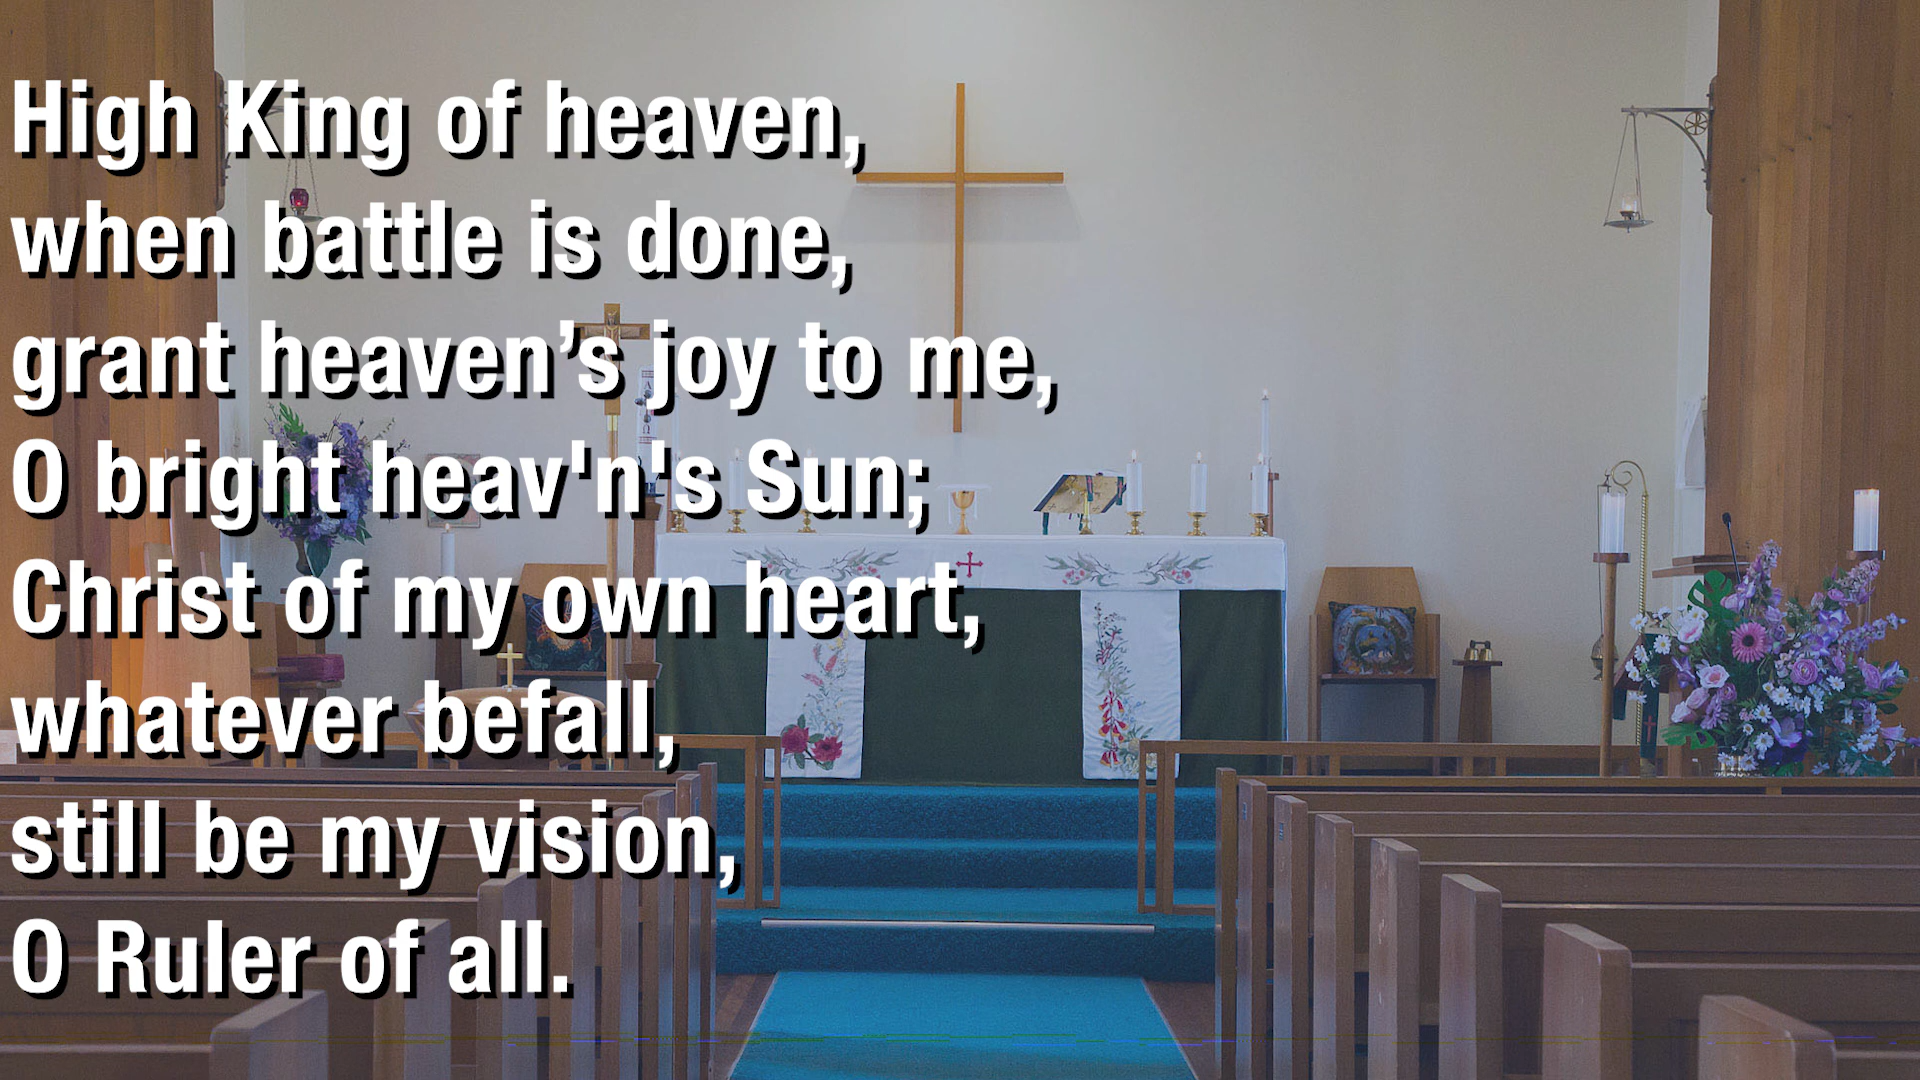 High King of heaven,
when battle is done,
grant heaven’s joy to me,
O bright heav'n's Sun;
Christ of my own heart,
whatever befall,
still be my vision,
O Ruler of all.